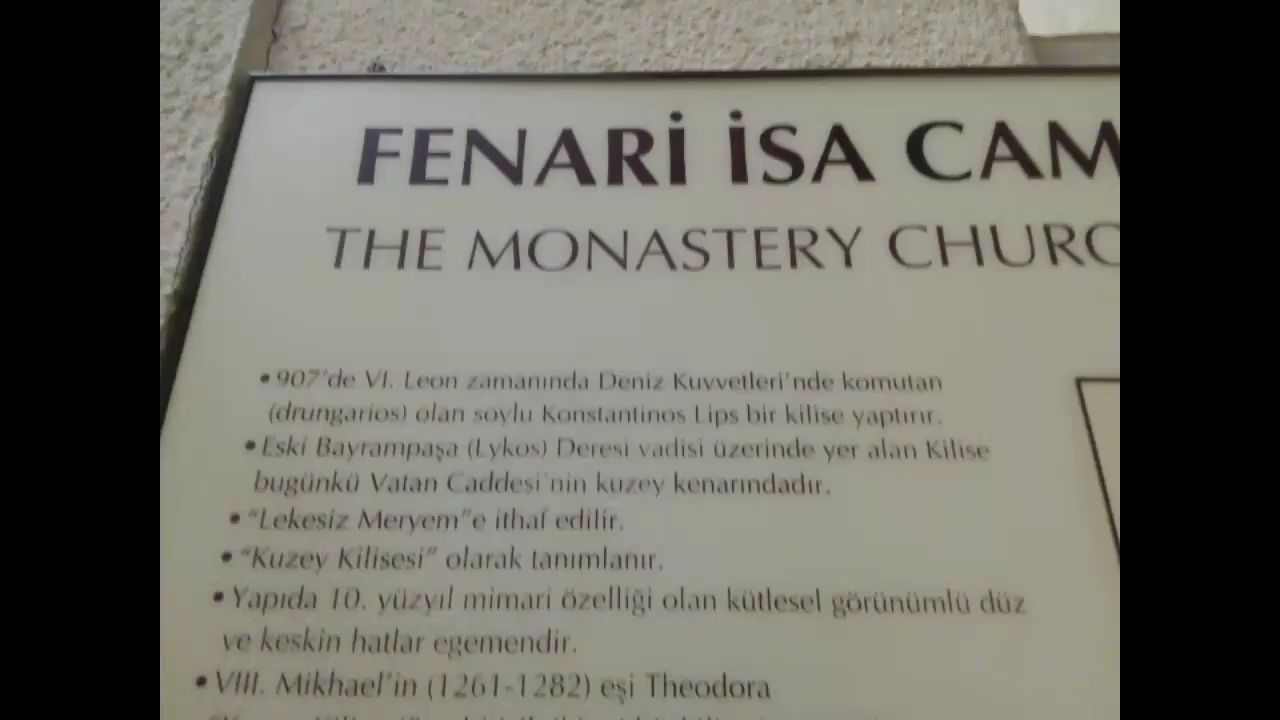 FENARİ İSA CAM
THE MONASTERY CHURC
• 907'de VI. Leon zamanında Deniz Kuvvetleri'nde komutan
(drungarios) olan soylu Konstantinos Lips bir kilise yaptırır.
• Eski Bayrampaşa (Lykos) Deresi vadisi üzerinde yer alan Kilise
bugünkü Vatan Caddesi'nin kuzey kenarındadır.
• "Lekesiz Meryem"e ithaf edilir.
• "Kuzey Kilisesi" olarak tanımlanır.
• Yapıda 10. yüzyıl mimari özelliği olan kütlesel görünümlü düz
ve keskin hatlar egemendir.
• VIII. Mikhael'in (1261-1282) eşi Theodora